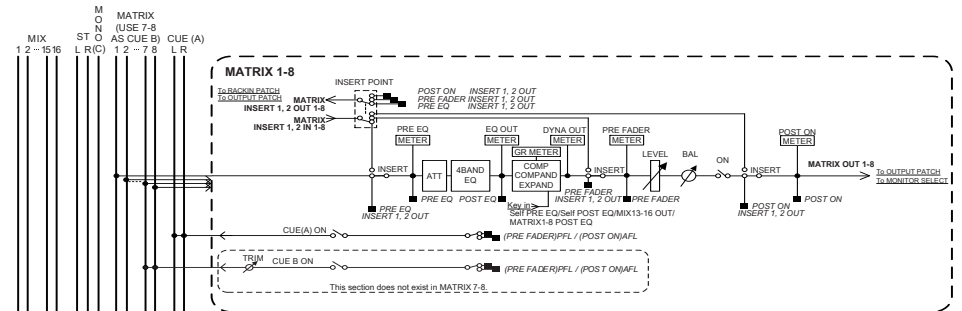 MIX
1 2 ··· 15 16
ST
L R
MONO
(C)
MATRIX
(USE 7-8
AS CUE B)
1 2 ··· 7 8
CUE (A)
L R
MATRIX 1-8
INSERT POINT
To RACKIN PATCH
To OUTPUT PATCH
MATRIX
INSERT 1, 2 OUT 1-8
MATRIX
INSERT 1, 2 IN 1-8
POST ON INSERT 1, 2 OUT
PRE FADER INSERT 1, 2 OUT
PRE EQ INSERT 1, 2 OUT
PRE EQ
METER
EQ OUT
METER
DYNA OUT
METER
GR METER
PRE FADER
METER
POST ON
METER
INSERT
ATT
4BAND
EQ
COMP
COMPAND
EXPAND
INSERT
LEVEL
BAL
ON
INSERT
MATRIX OUT 1-8
To OUTPUT PATCH
To MONITOR SELECT
PRE EQ
INSERT 1, 2 OUT
PRE EQ
POST EQ
Key in
Self PRE EQ/Self POST EQ/MIX13-16 OUT/
MATRIX1-8 POST EQ
PRE FADER
INSERT 1, 2 OUT
PRE FADER
POST ON
INSERT 1, 2 OUT
POST ON
CUE(A) ON
(PRE FADER)PFL / (POST ON)AFL
TRIM
CUE B ON
(PRE FADER)PFL / (POST ON)AFL
This section does not exist in MATRIX 7-8.